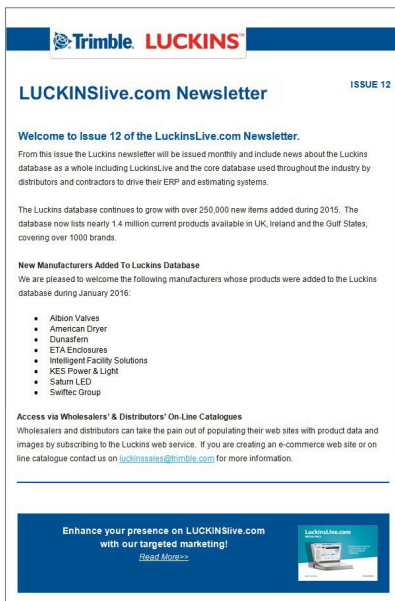 Trimble. LUCKINS™
ISSUE 12
LUCKINSlive.com Newsletter
Welcome to Issue 12 of the LuckinsLive.com Newsletter.
From this issue the Luckins newsletter will be issued monthly and include news about the Luckins
database as a whole including LuckinsLive and the core database used throughout the industry by
distributors and contractors to drive their ERP and estimating systems.
The Luckins database continues to grow with over 250,000 new items added during 2015. The
database now lists nearly 1.4 million current products available in UK, Ireland and the Gulf States,
covering over 1000 brands.
New Manufacturers Added To Luckins Database
We are pleased to welcome the following manufacturers whose products were added to the Luckins
database during January 2016:
• Albion Valves
• American Dryer
• Dunasfern
• ETA Enclosures
• Intelligent Facility Solutions
• KES Power & Light
• Saturn LED
• Swiftec Group
Access via Wholesalers' & Distributors' On-Line Catalogues
Wholesalers and distributors can take the pain out of populating their web sites with product data and
images by subscribing to the Luckins web service. If you are creating an e-commerce web site or on
line catalogue contact us on luckinssales@trimble.com for more information.
Enhance your presence on LUCKINSlive.com
with our targeted marketing!
Read More>>
LuckinsLive.com
MEDIA PACK